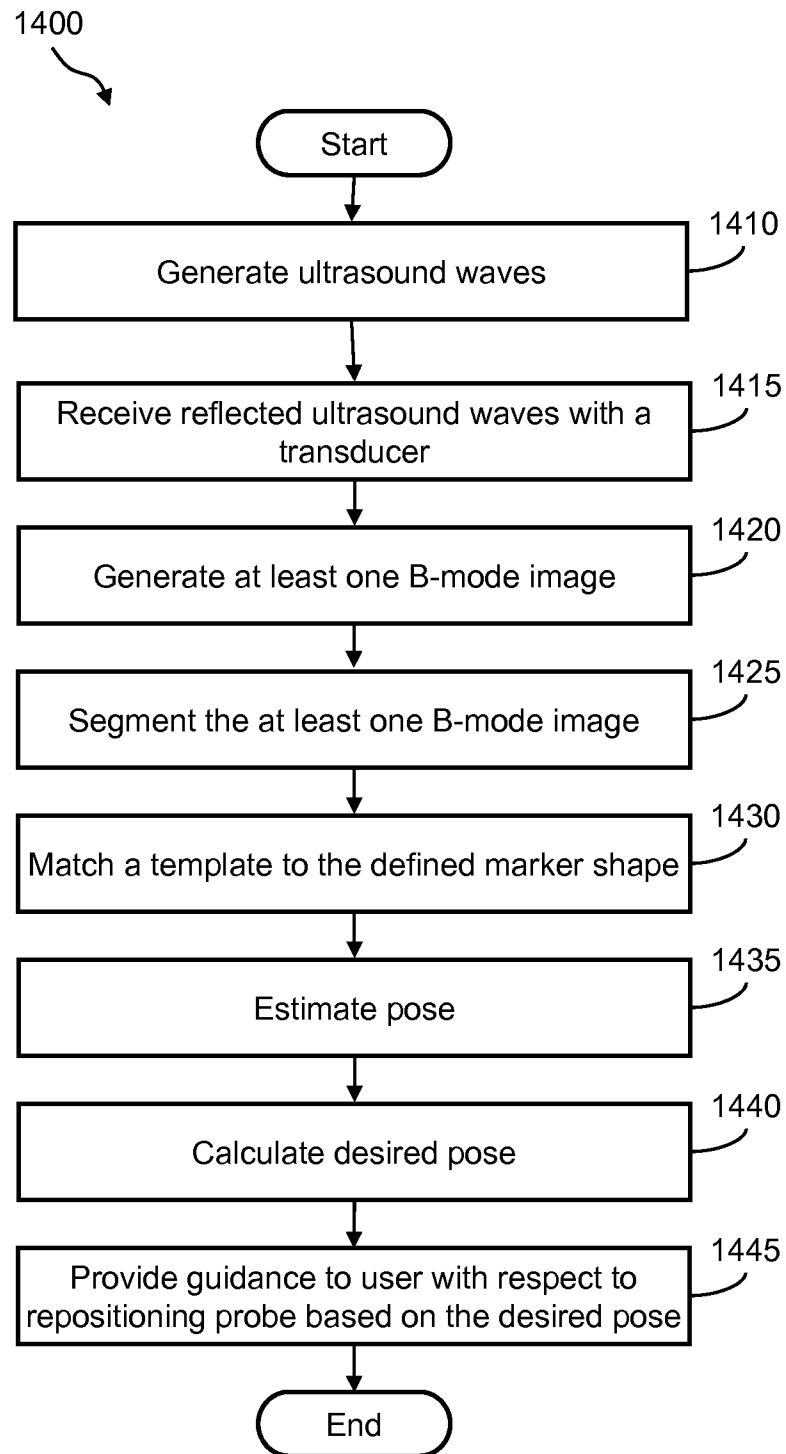 1400
Start
1410
Generate ultrasound waves
1415
Receive reflected ultrasound waves with a
transducer
1420
Generate at least one B-mode image
1425
Segment the at least one B-mode image
1430
Match a template to the defined marker shape
1435
Estimate pose
1440
Calculate desired pose
1445
Provide guidance to user with respect to
repositioning probe based on the desired pose
End